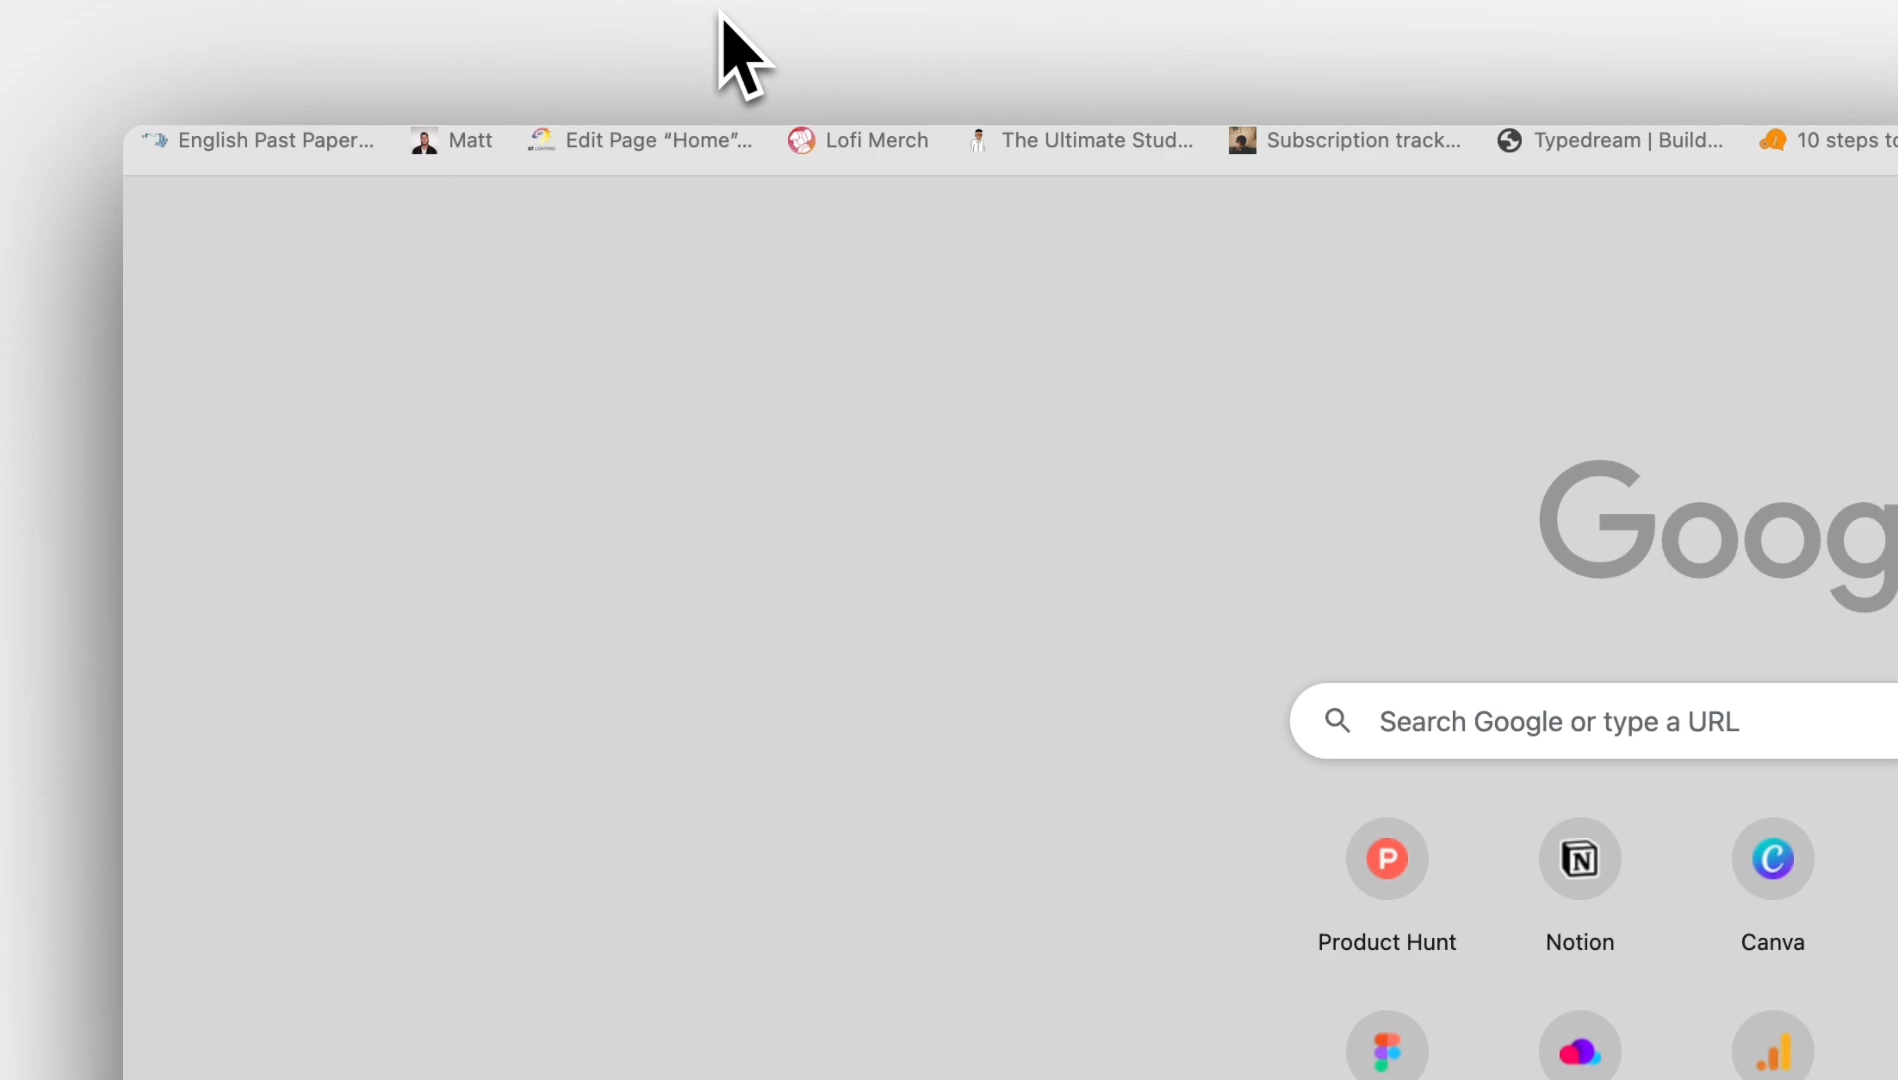 English Past Paper... Matt Edit Page “Home”... Lofi Merch The Ultimate Stud... Subscription track... Typedream | Build... 10 steps to
Goog
Search Google or type a URL
Product Hunt Notion Canva